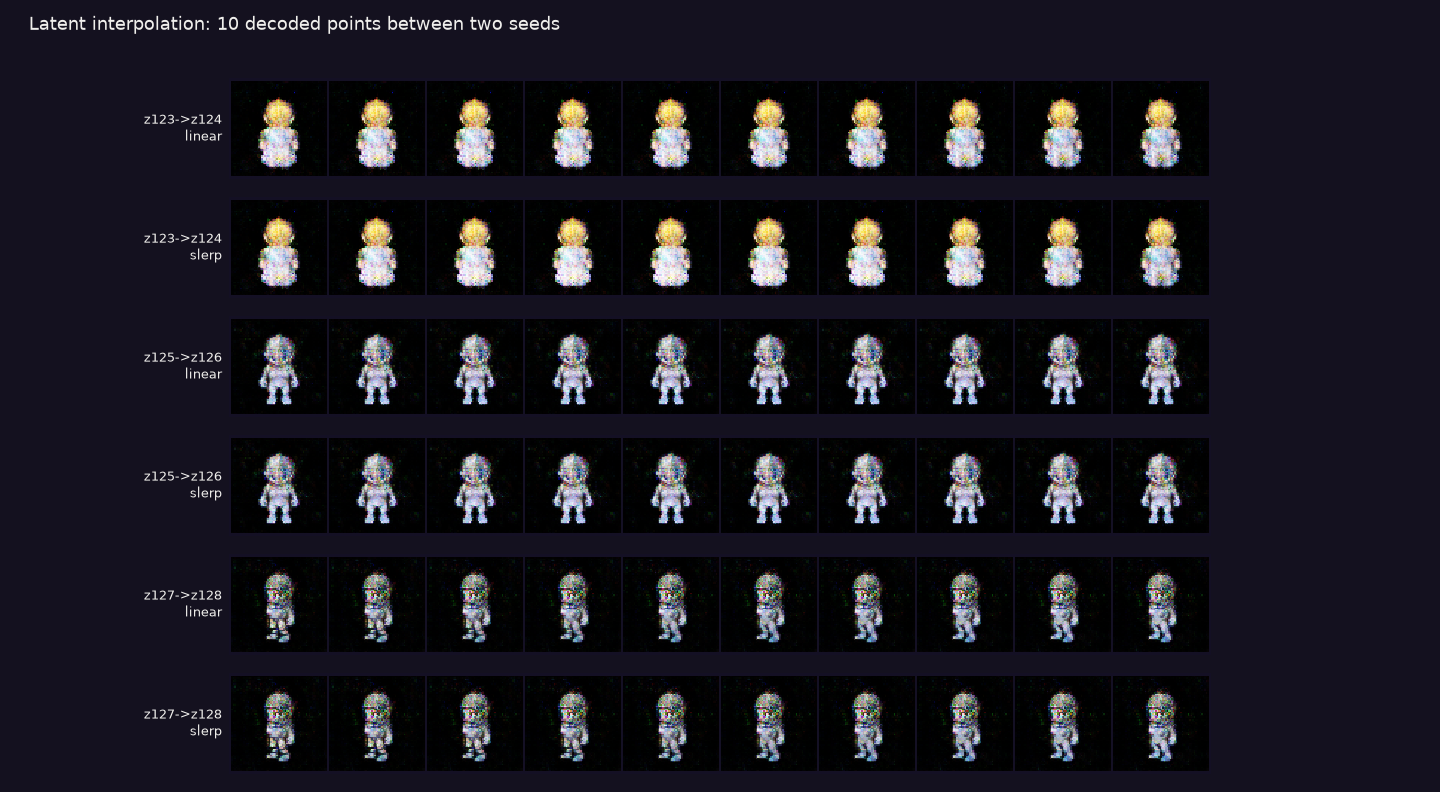 Latent interpolation: 10 decoded points between two seeds
z123->z124
linear
z123->z124
slerp
z125->z126
linear
z125->z126
slerp
z127->z128
linear
z127->z128
slerp